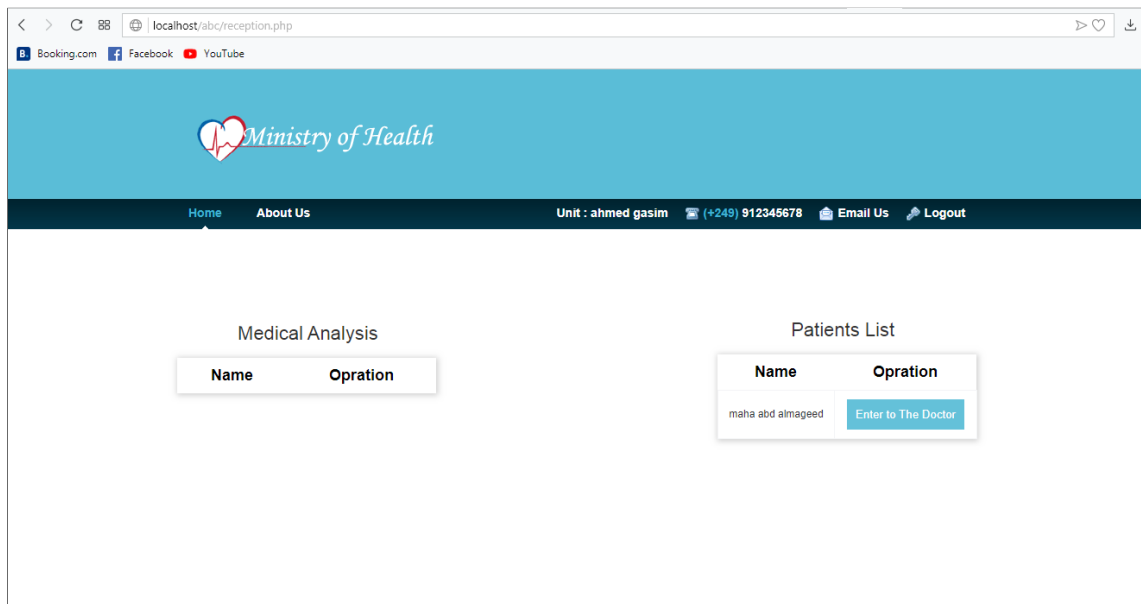 localhost/abc/reception.php
B. Booking.com Facebook YouTube
Ministry of Health
Home About Us Unit : ahmed gasim (+249) 912345678 Email Us Logout
Medical Analysis
Name Opration
Patients List
Name Opration
maha abd almageed Enter to The Doctor